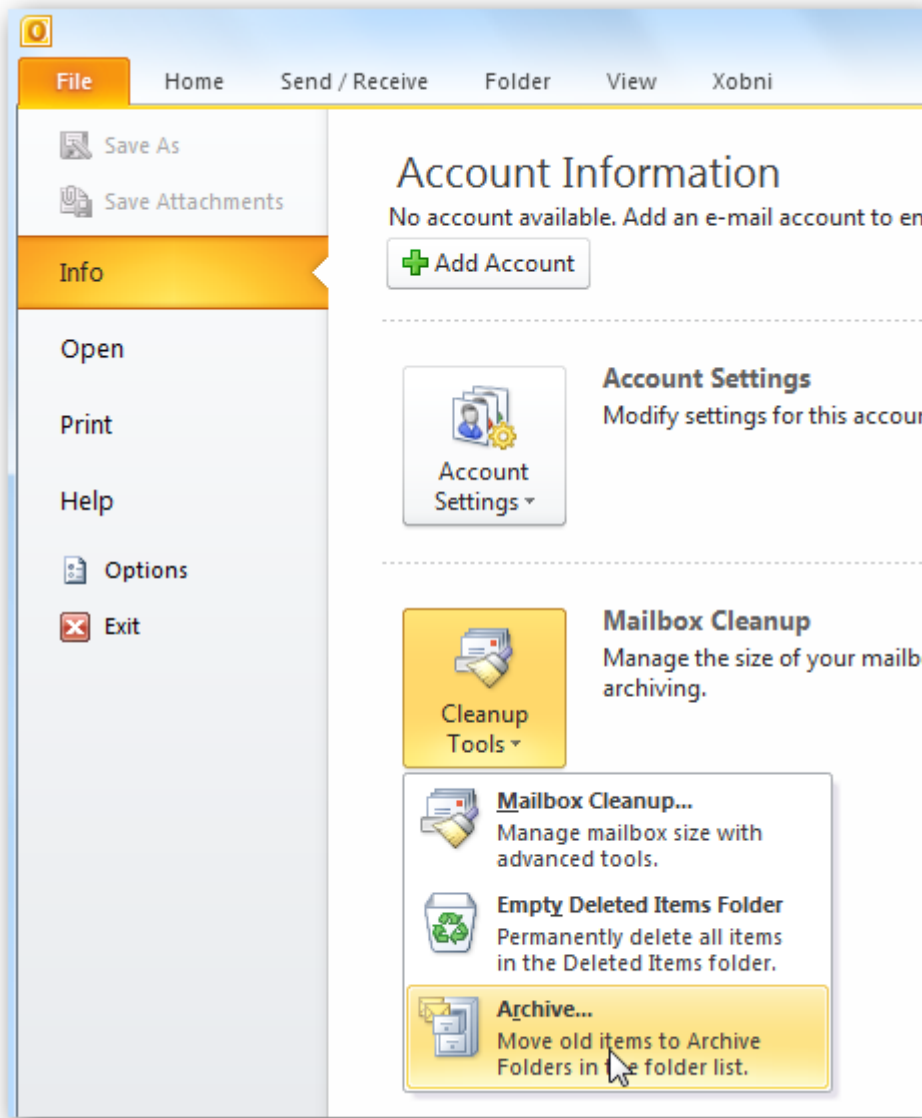 File Home Send / Receive Folder View Xobni
Save As
Save Attachments
Info
Open
Print
Help
Options
Exit
Account Information
No account available. Add an e-mail account to en
Add Account
Account Settings
Modify settings for this accoun
Account
Settings
Mailbox Cleanup
Manage the size of your mailb
archiving.
Cleanup
Tools
Mailbox Cleanup...
Manage mailbox size with
advanced tools.
Empty Deleted Items Folder
Permanently delete all items
in the Deleted Items folder.
Archive...
Move old items to Archive
Folders in the folder list.